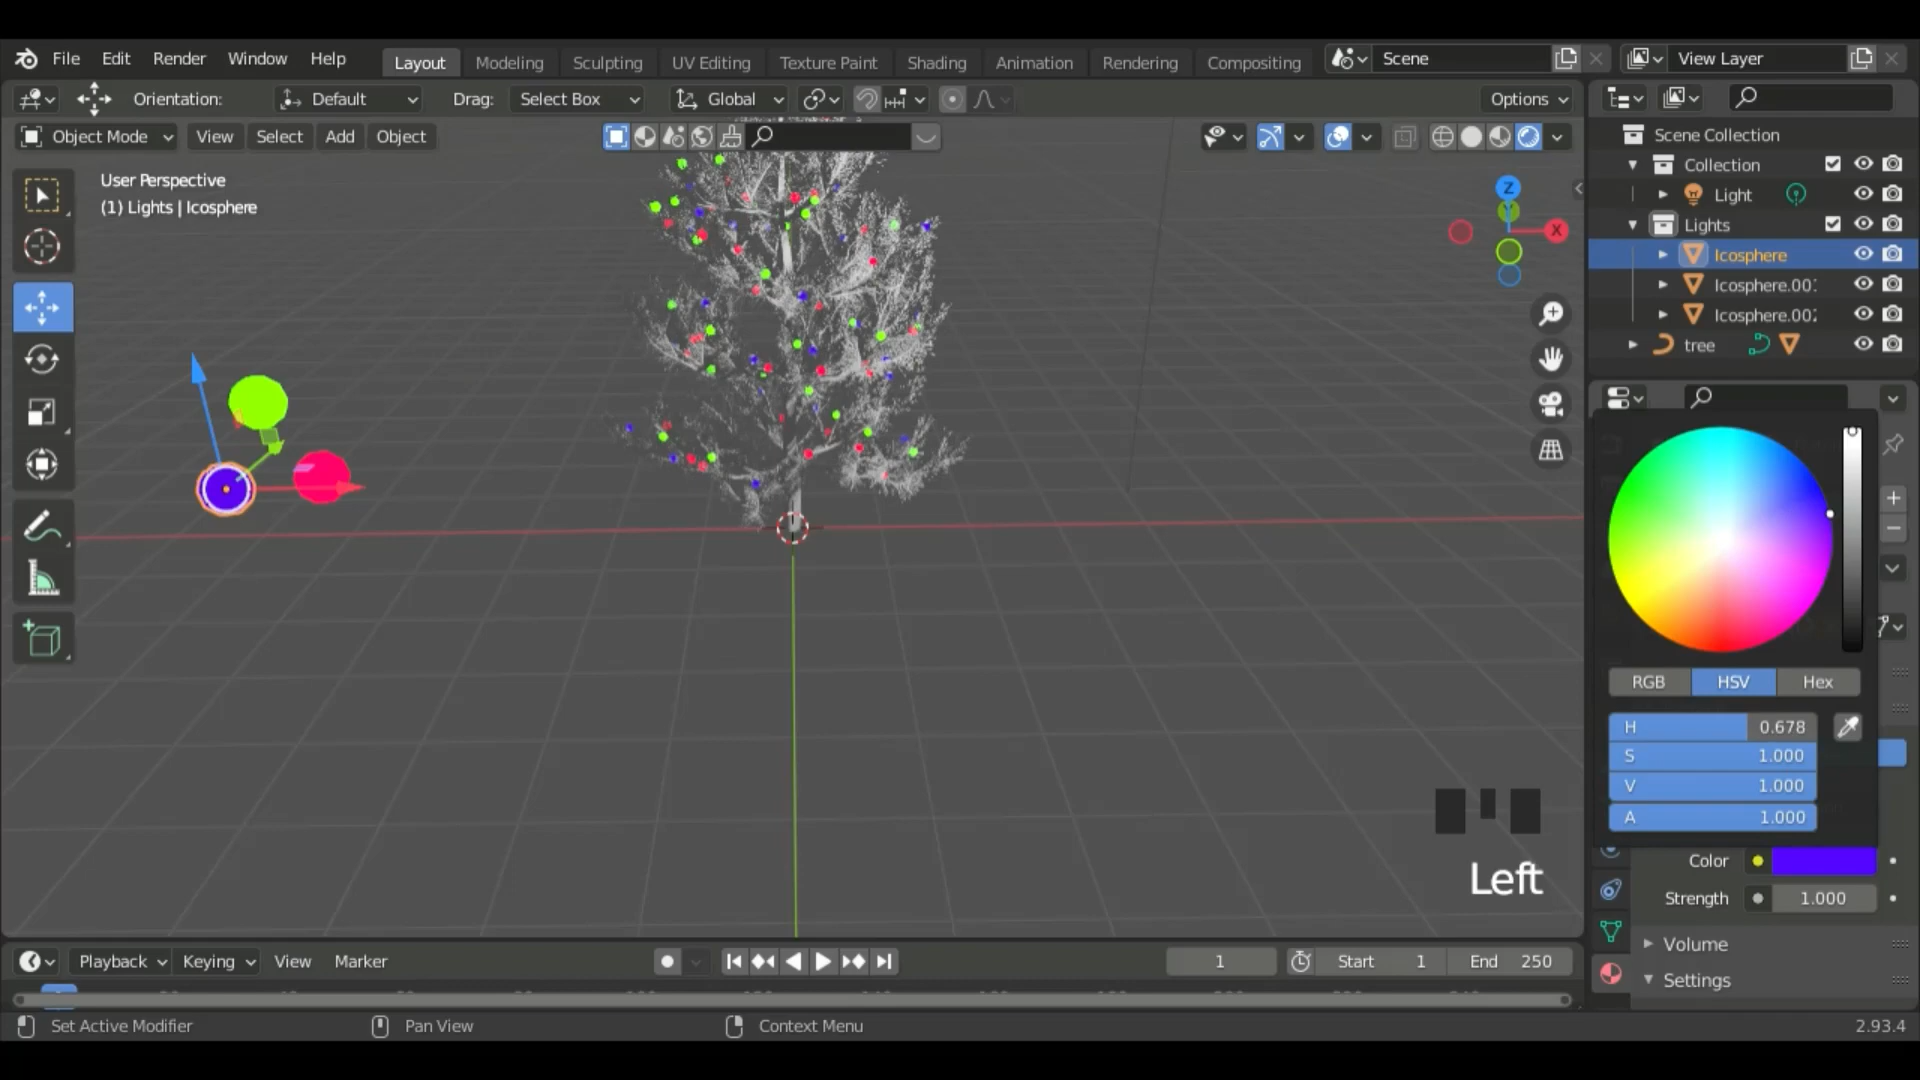 File Edit Render Window Help Layout Modeling Sculpting UV Editing Texture Paint Shading Animation Rendering Compositing Scene View Layer
Orientation: Default Drag: Select Box Global Options
Object Mode View Select Add Object
Scene Collection
Collection
Light
Lights
Icosphere
Icosphere.00
Icosphere.00
tree
User Perspective
(1) Lights | Icosphere
Z
X
RGB HSV Hex
H 0.678
S 1.000
V 1.000
A 1.000
Color
Strength 1.000
Volume
Settings
Left
Playback Keying View Marker 1 Start 1 End 250
Set Active Modifier Pan View Context Menu 2.93.4